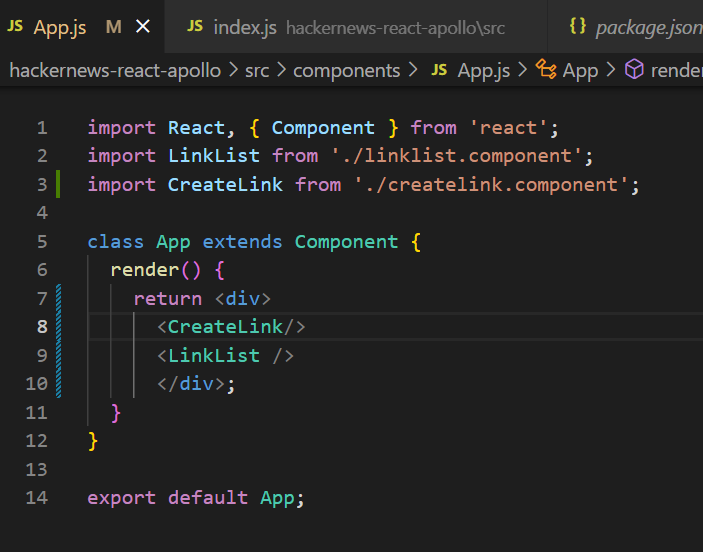 JS App.js M × JS index.js hackernews-react-apollo\src {} package.json
hackernews-react-apollo > src > components > JS App.js > App >
1 import React, { Component } from 'react';
2 import LinkList from './linklist.component';
3 import CreateLink from './createlink.component';
4
5 class App extends Component {
6   render() {
7     return <div>
8       <CreateLink/>
9       <LinkList />
10       </div>;
11   }
12 }
13
14 export default App;